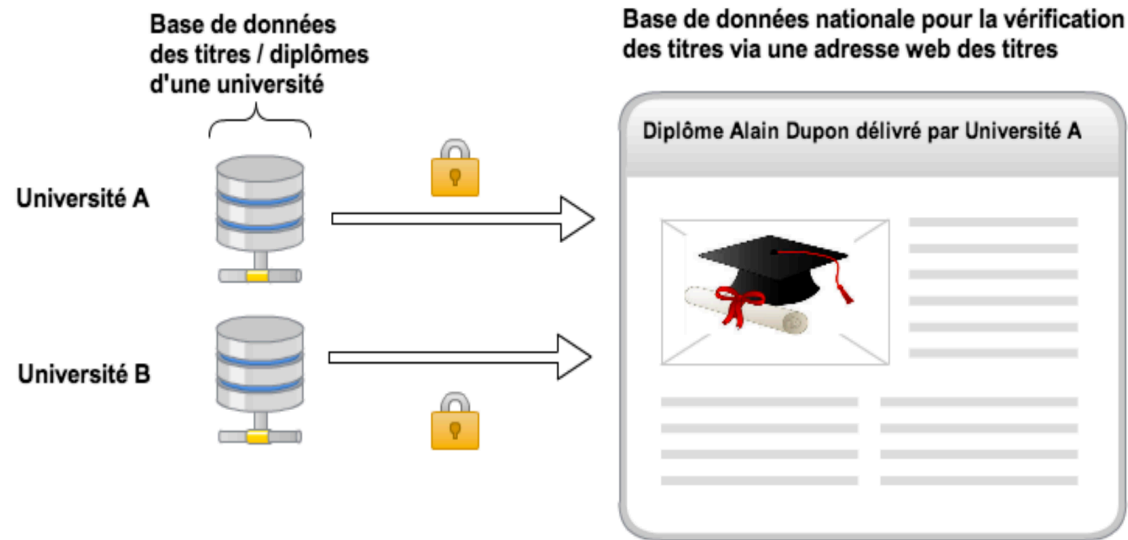 Base de données
des titres / diplômes
d'une université
Base de données nationale pour la vérification
des titres via une adresse web des titres
Diplôme Alain Dupon délivré par Université A
Université A
Université B